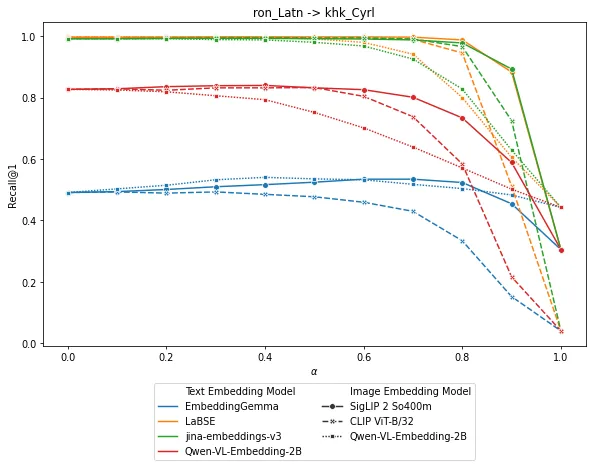 ron_Latn -> khk_Cyrl
Recall@1
1.0
0.8
0.6
0.4
0.2
0.0
0.0 0.2 0.4 0.6 0.8 1.0
α
Text Embedding Model Image Embedding Model
EmbeddingGemma SigLIP 2 So400m
LaBSE CLIP ViT-B/32
jina-embeddings-v3 Qwen-VL-Embedding-2B
Qwen-VL-Embedding-2B